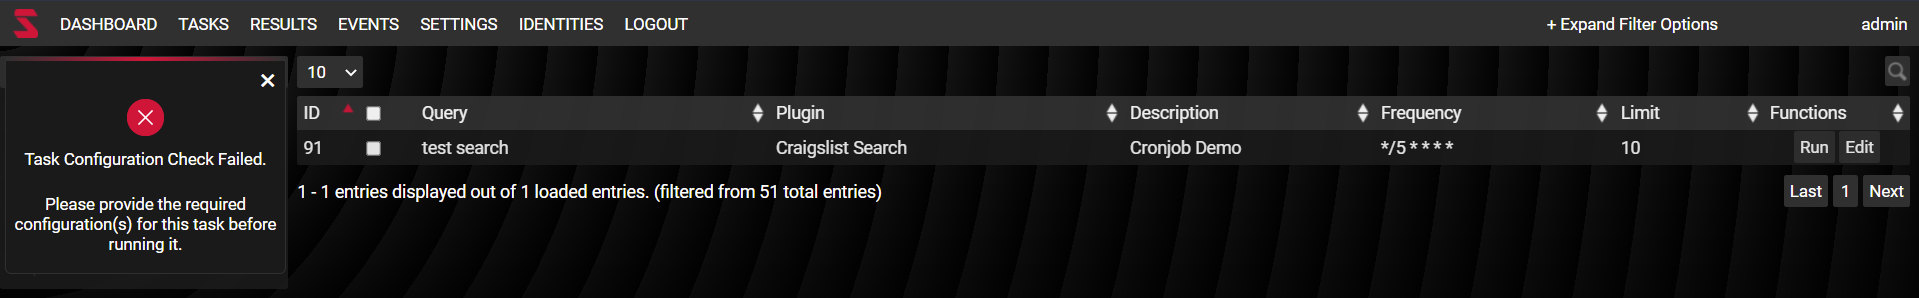 DASHBOARD TASKS RESULTS EVENTS SETTINGS IDENTITIES LOGOUT + Expand Filter Options admin
Task Configuration Check Failed.
Please provide the required
configuration(s) for this task before
running it.
10
ID Query Plugin Description Frequency Limit Functions
91 test search Craigslist Search Cronjob Demo */5 * * * * 10 Run Edit
1 - 1 entries displayed out of 1 loaded entries. (filtered from 51 total entries) Last 1 Next